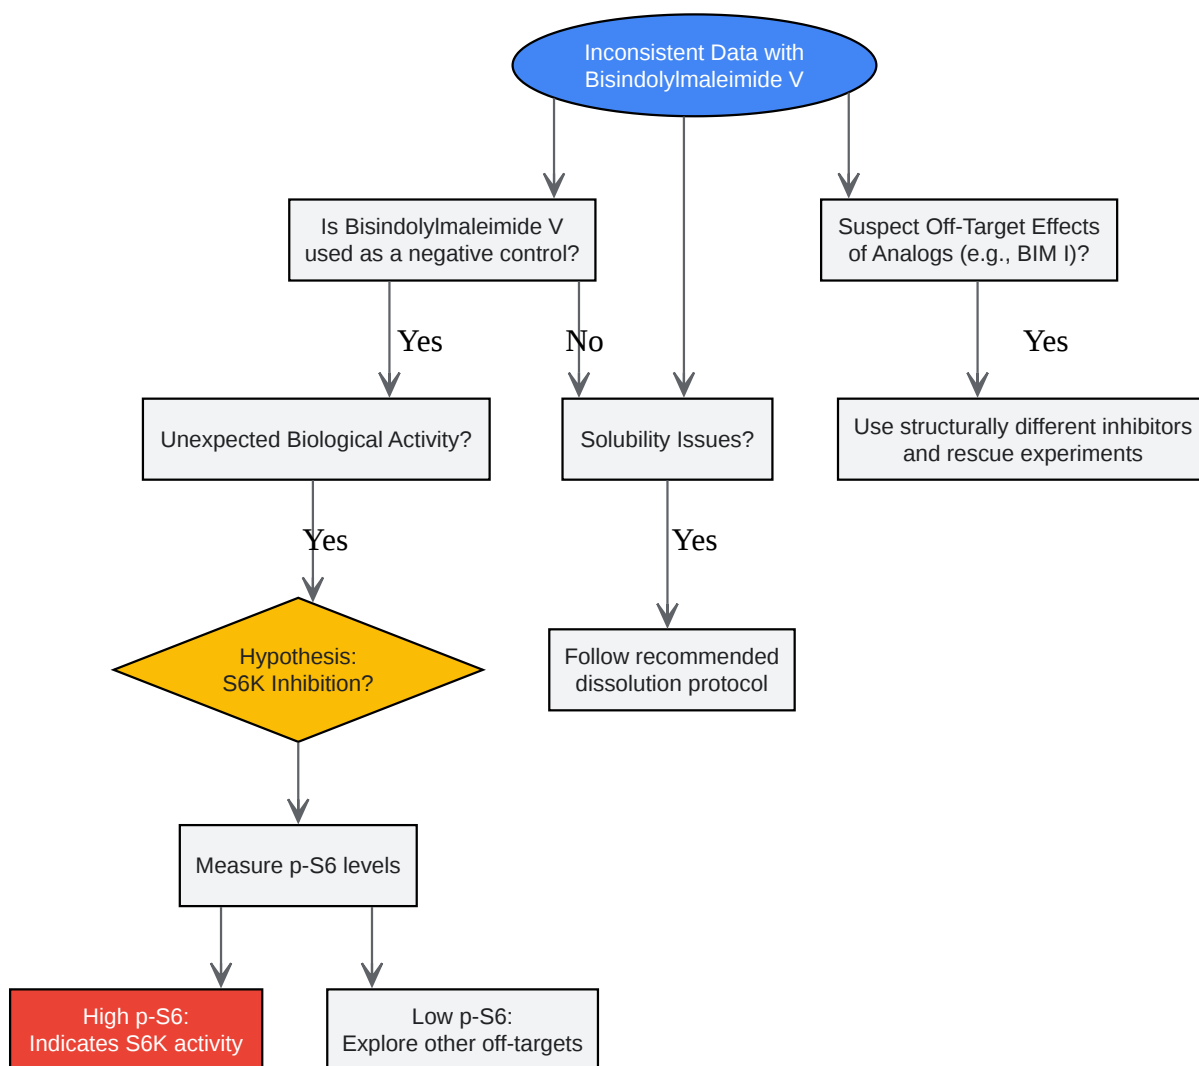 Inconsistent Data with
Bisindolylmaleimide V
Is Bisindolylmaleimide V
used as a negative control?
Suspect Off-Target Effects
of Analogs (e.g., BIM I)?
Yes
No
Yes
Unexpected Biological Activity?
Solubility Issues?
Use structurally different inhibitors
and rescue experiments
Yes
Yes
Hypothesis:
S6K Inhibition?
Follow recommended
dissolution protocol
Measure p-S6 levels
High p-S6:
Indicates S6K activity
Low p-S6:
Explore other off-targets